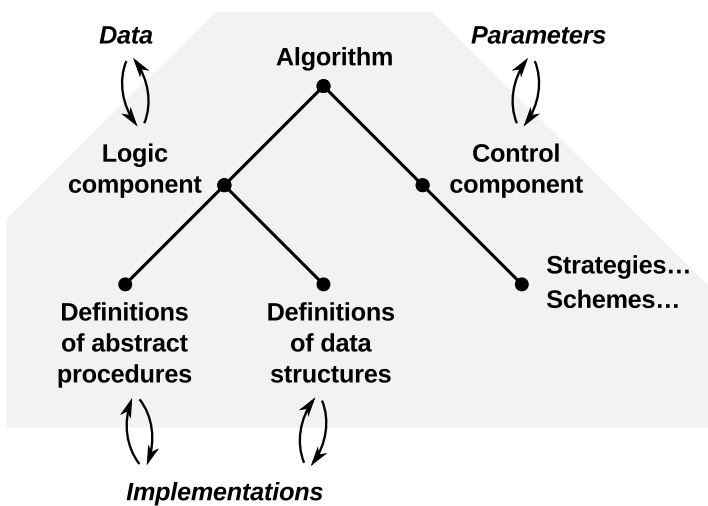 Data
Parameters
Algorithm
Logic
component
Control
component
Strategies…
Schemes…
Definitions
of abstract
procedures
Definitions
of data
structures
Implementations